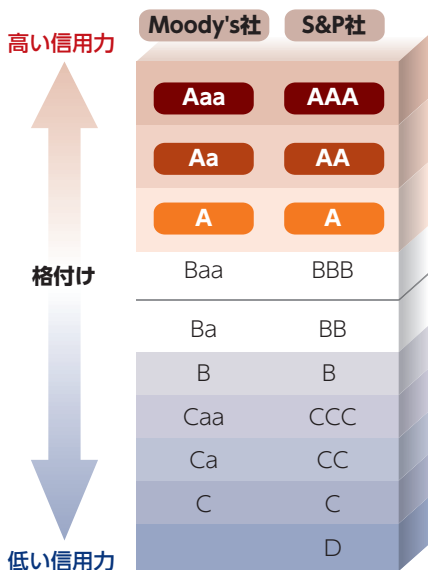 Moody's社 S&P社
高い信用力
Aaa AAA
Aa AA
A A
格付け
Baa BBB
Ba BB
B B
Caa CCC
Ca CC
C C
D
低い信用力